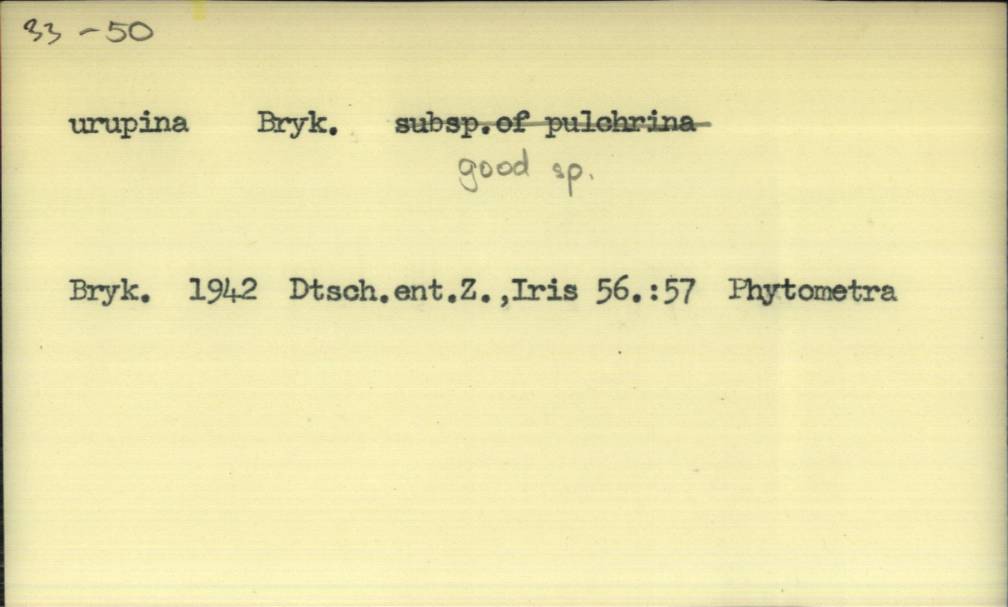 33 - 50
urupina Bryk. subsp.of pulchrina
good sp.
Bryk. 1942 Dtsch.ent.Z.,Iris 56.:57 Phytometra